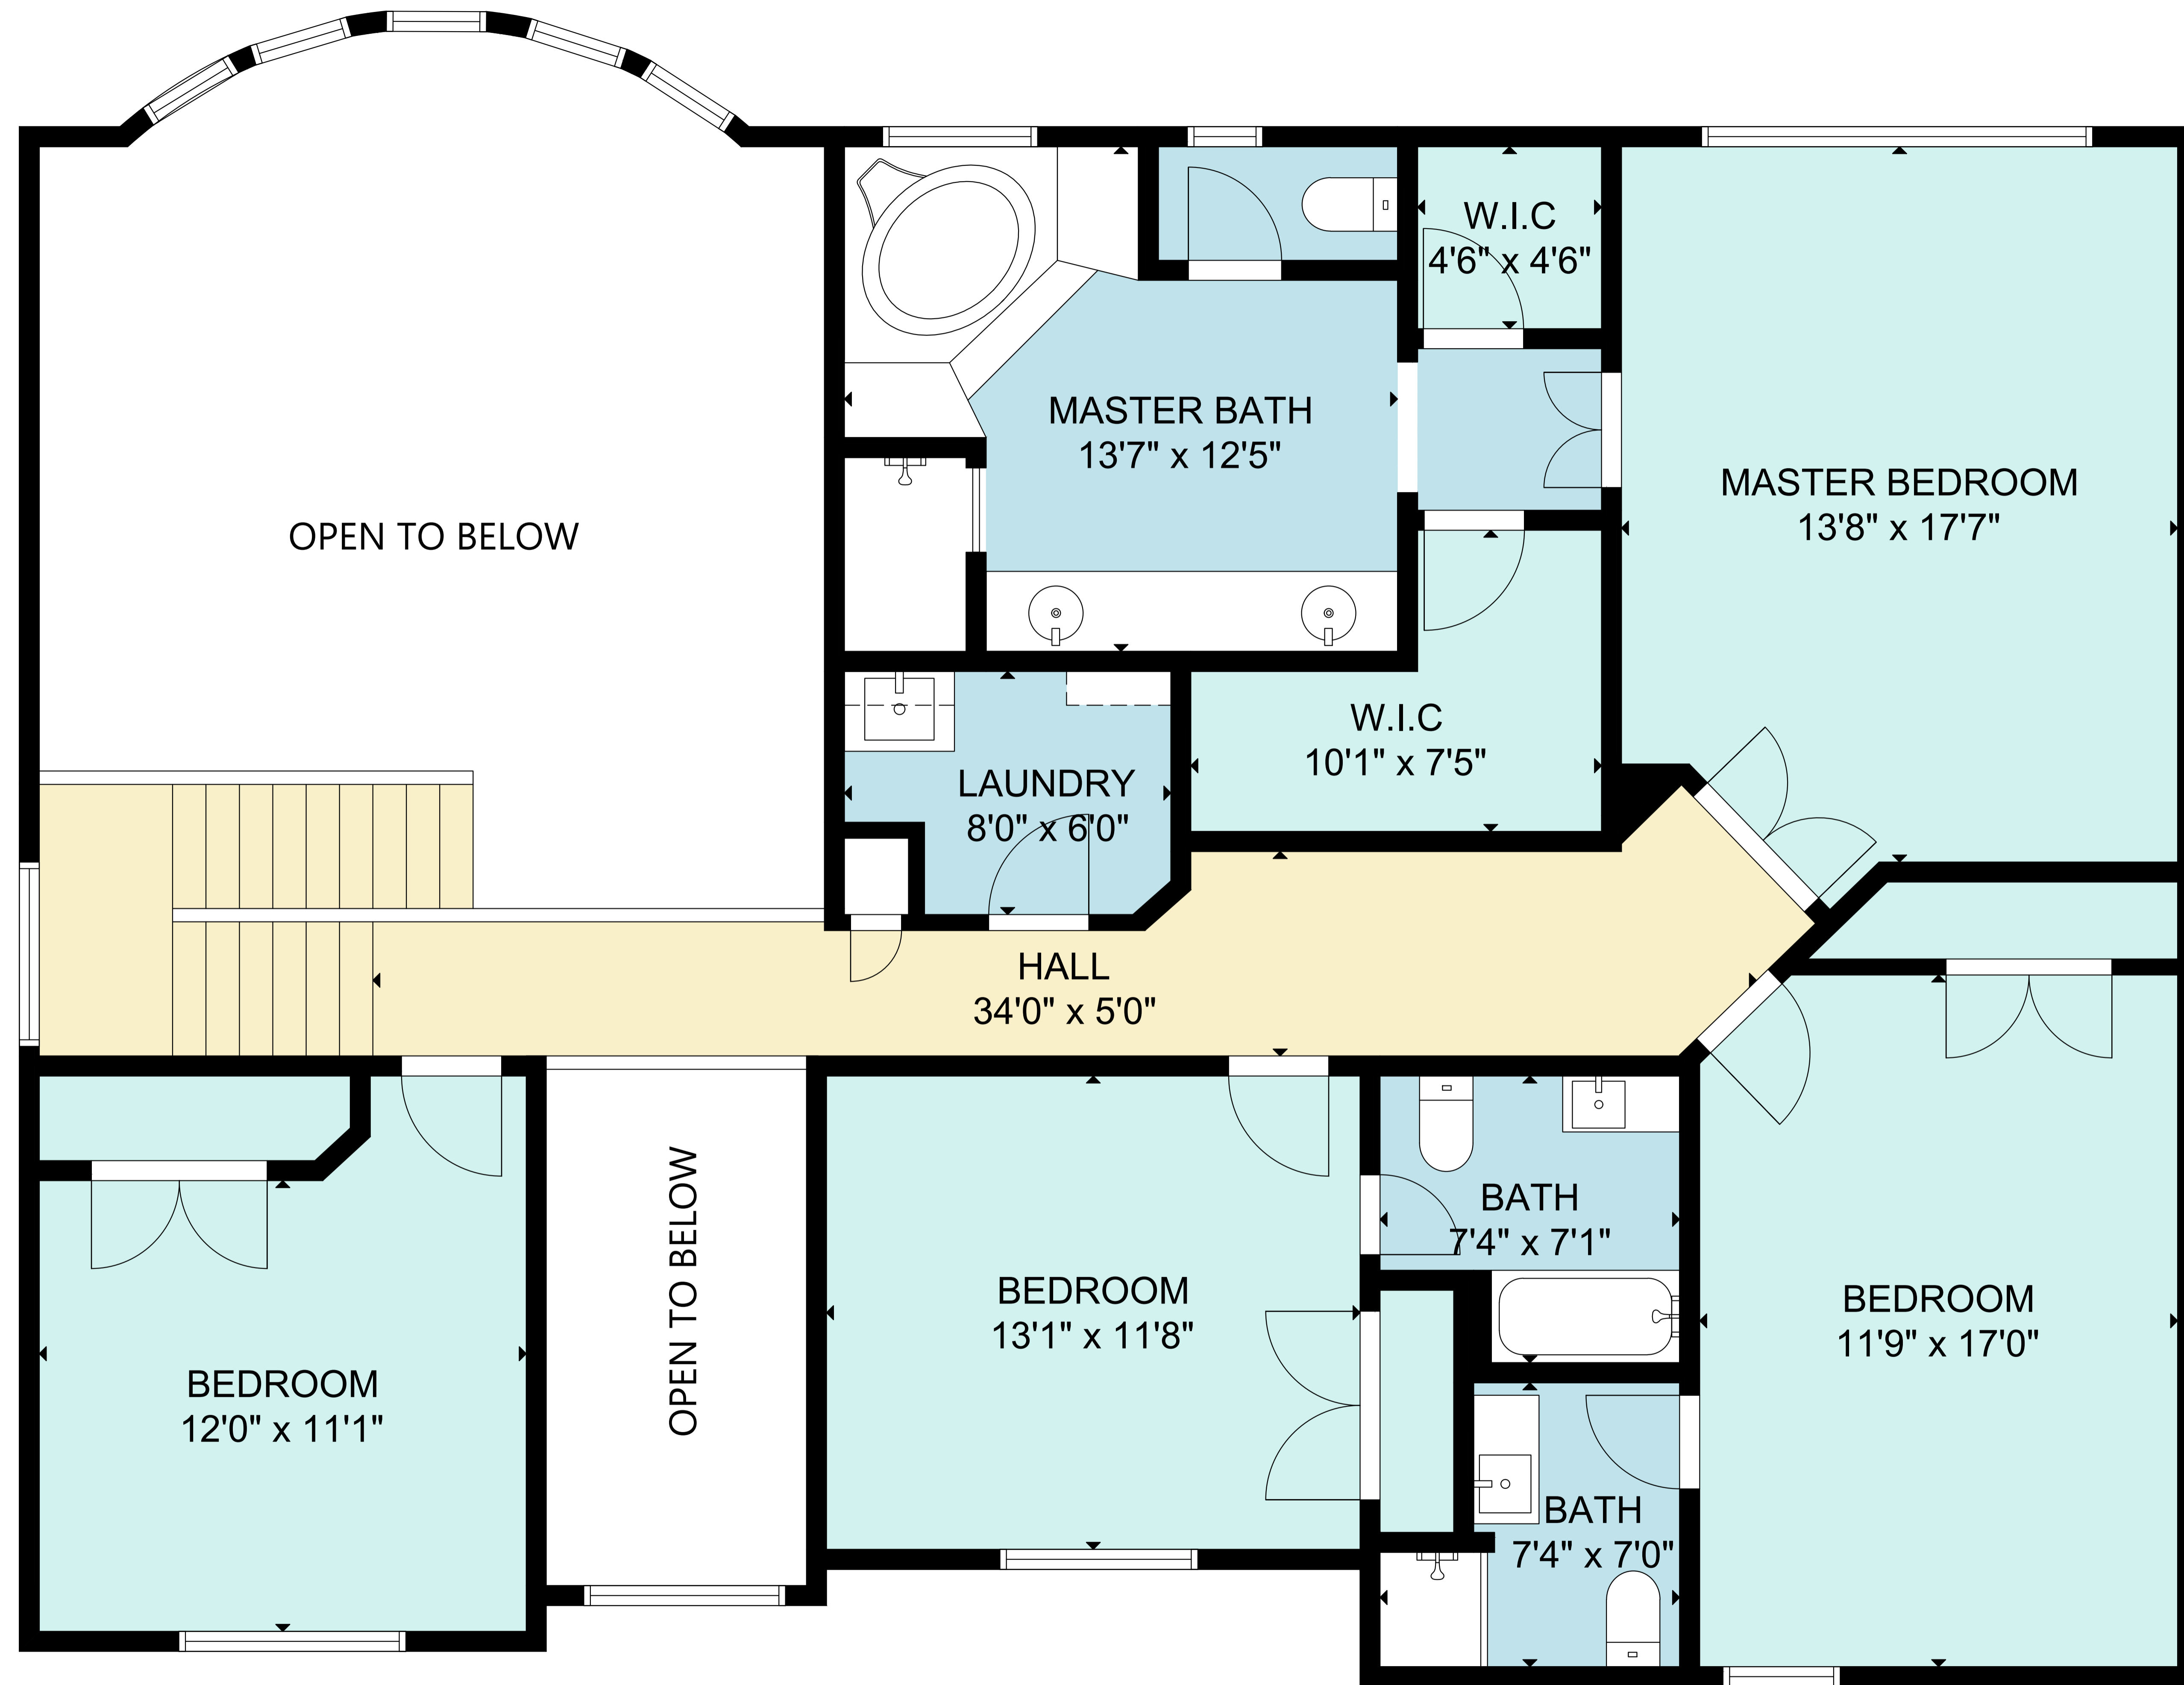 W.I.C
4'6" x 4'6"
MASTER BATH
13'7" x 12'5"
MASTER BEDROOM
13'8" x 17'7"
OPEN TO BELOW
W.I.C
10'1" x 7'5"
LAUNDRY
8'0" x 6'0"
HALL
34'0" x 5'0"
OPEN TO BELOW
BATH
7'4" x 7'1"
BEDROOM
13'1" x 11'8"
BEDROOM
11'9" x 17'0"
BEDROOM
12'0" x 11'1"
BATH
7'4" x 7'0"